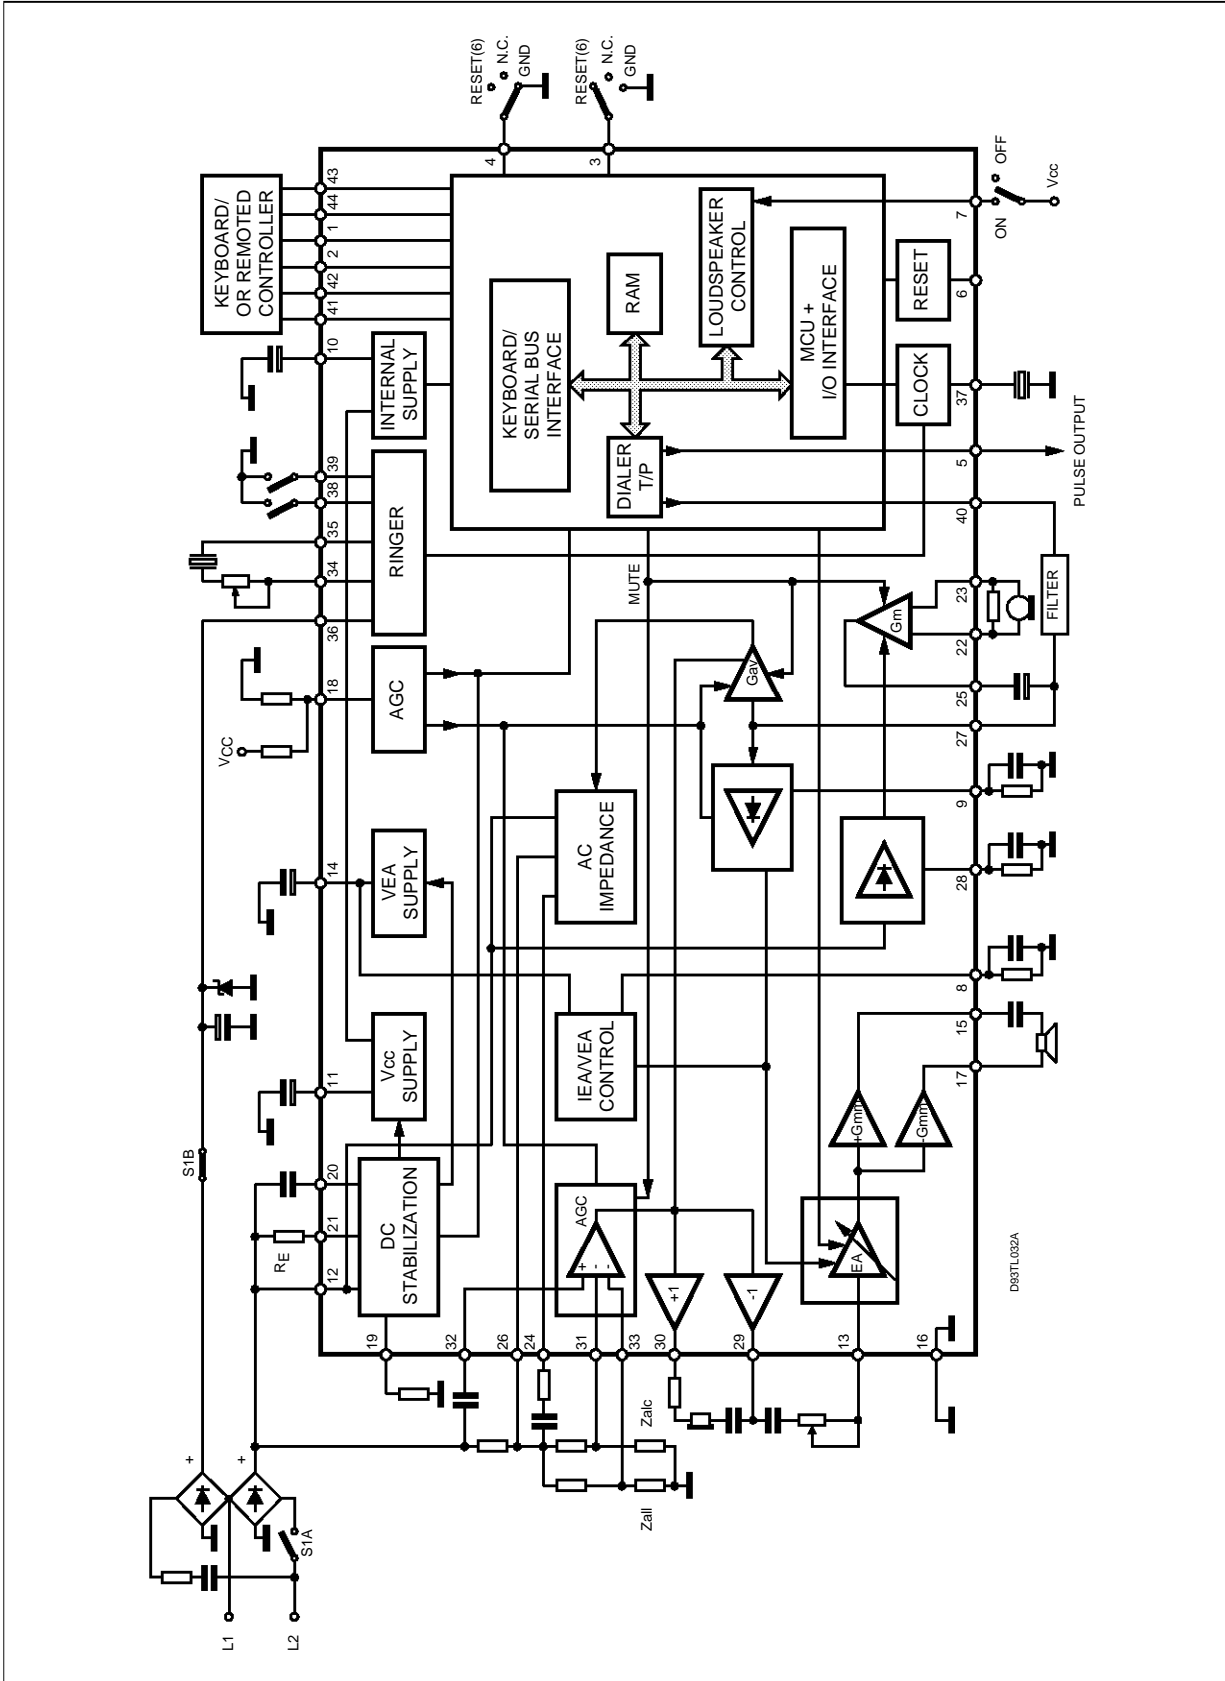 L1
L2
S1A
+
+
S1B
RE
VCC
KEYBOARD/
OR REMOTED
CONTROLLER
RESET(6)
N.C.
GND
RESET(6)
N.C.
GND
12
21
20
11
14
18
36
34
35
38
39
10
41
42
2
1
44
43
4
3
DC
STABILIZATION
Vcc
SUPPLY
VEA
SUPPLY
AGC
RINGER
INTERNAL
SUPPLY
KEYBOARD/
SERIAL BUS
INTERFACE
RAM
DIALER
T/P
LOUDSPEAKER
CONTROL
MCU +
I/O INTERFACE
CLOCK
RESET
MUTE
AC
IMPEDANCE
IEA/VEA
CONTROL
AGC
+
-
-
Gav
Gm
+1
-1
EA
+Gmm
-Gmm
19
32
26
24
31
33
30
29
13
16
Zall
Zalc
17
15
8
28
9
27
25
22
23
40
5
37
6
7
FILTER
PULSE OUTPUT
ON
OFF
Vcc
D93TL032A